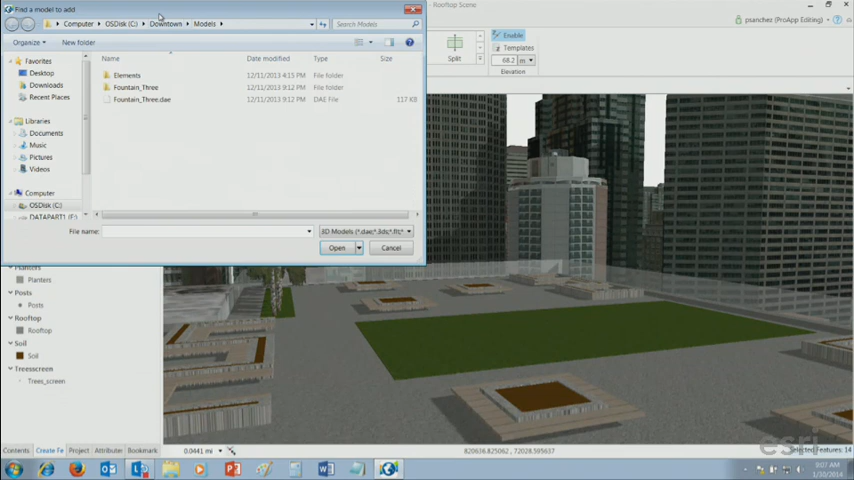 Find a model to add
Rooftop Scene
Computer OSDisk (C:) Downtown Models Search Models
psanchez (ProApp Editing)
Organize New folder
Enable
Templates
Split
68.2 m
Elevation
Favorites
Desktop
Downloads
Recent Places
Libraries
Documents
Music
Pictures
Videos
Computer
OSDisk (C:)
DATAPART1 (F:)
Name Date modified Type Size
Elements 12/11/2013 4:15 PM File folder
Fountain_Three 12/11/2013 9:12 PM File folder
Fountain_Three.dae 12/11/2013 9:12 PM DAE File 117 KB
File name:
3D Models (*.dae;*.3ds;*.flt;*
Open Cancel
Planters
Planters
Posts
Posts
Rooftop
Rooftop
Soil
Soil
Treesscreen
Trees_screen
esri
Contents Create Fe Project Attributer Bookmark
0.0441 mi
820636.825062, 72028.595637
Selected Features: 14
9:07 AM
1/30/2014